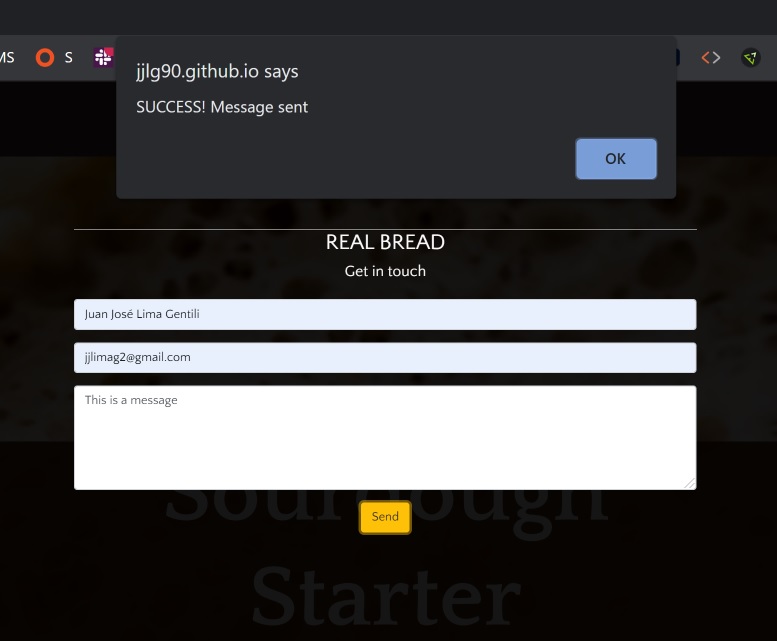 MS
S
jjlg90.github.io says
SUCCESS! Message sent
OK
REAL BREAD
Get in touch
Juan José Lima Gentili
jjlimag2@gmail.com
This is a message
Sourdough
Send
Starter